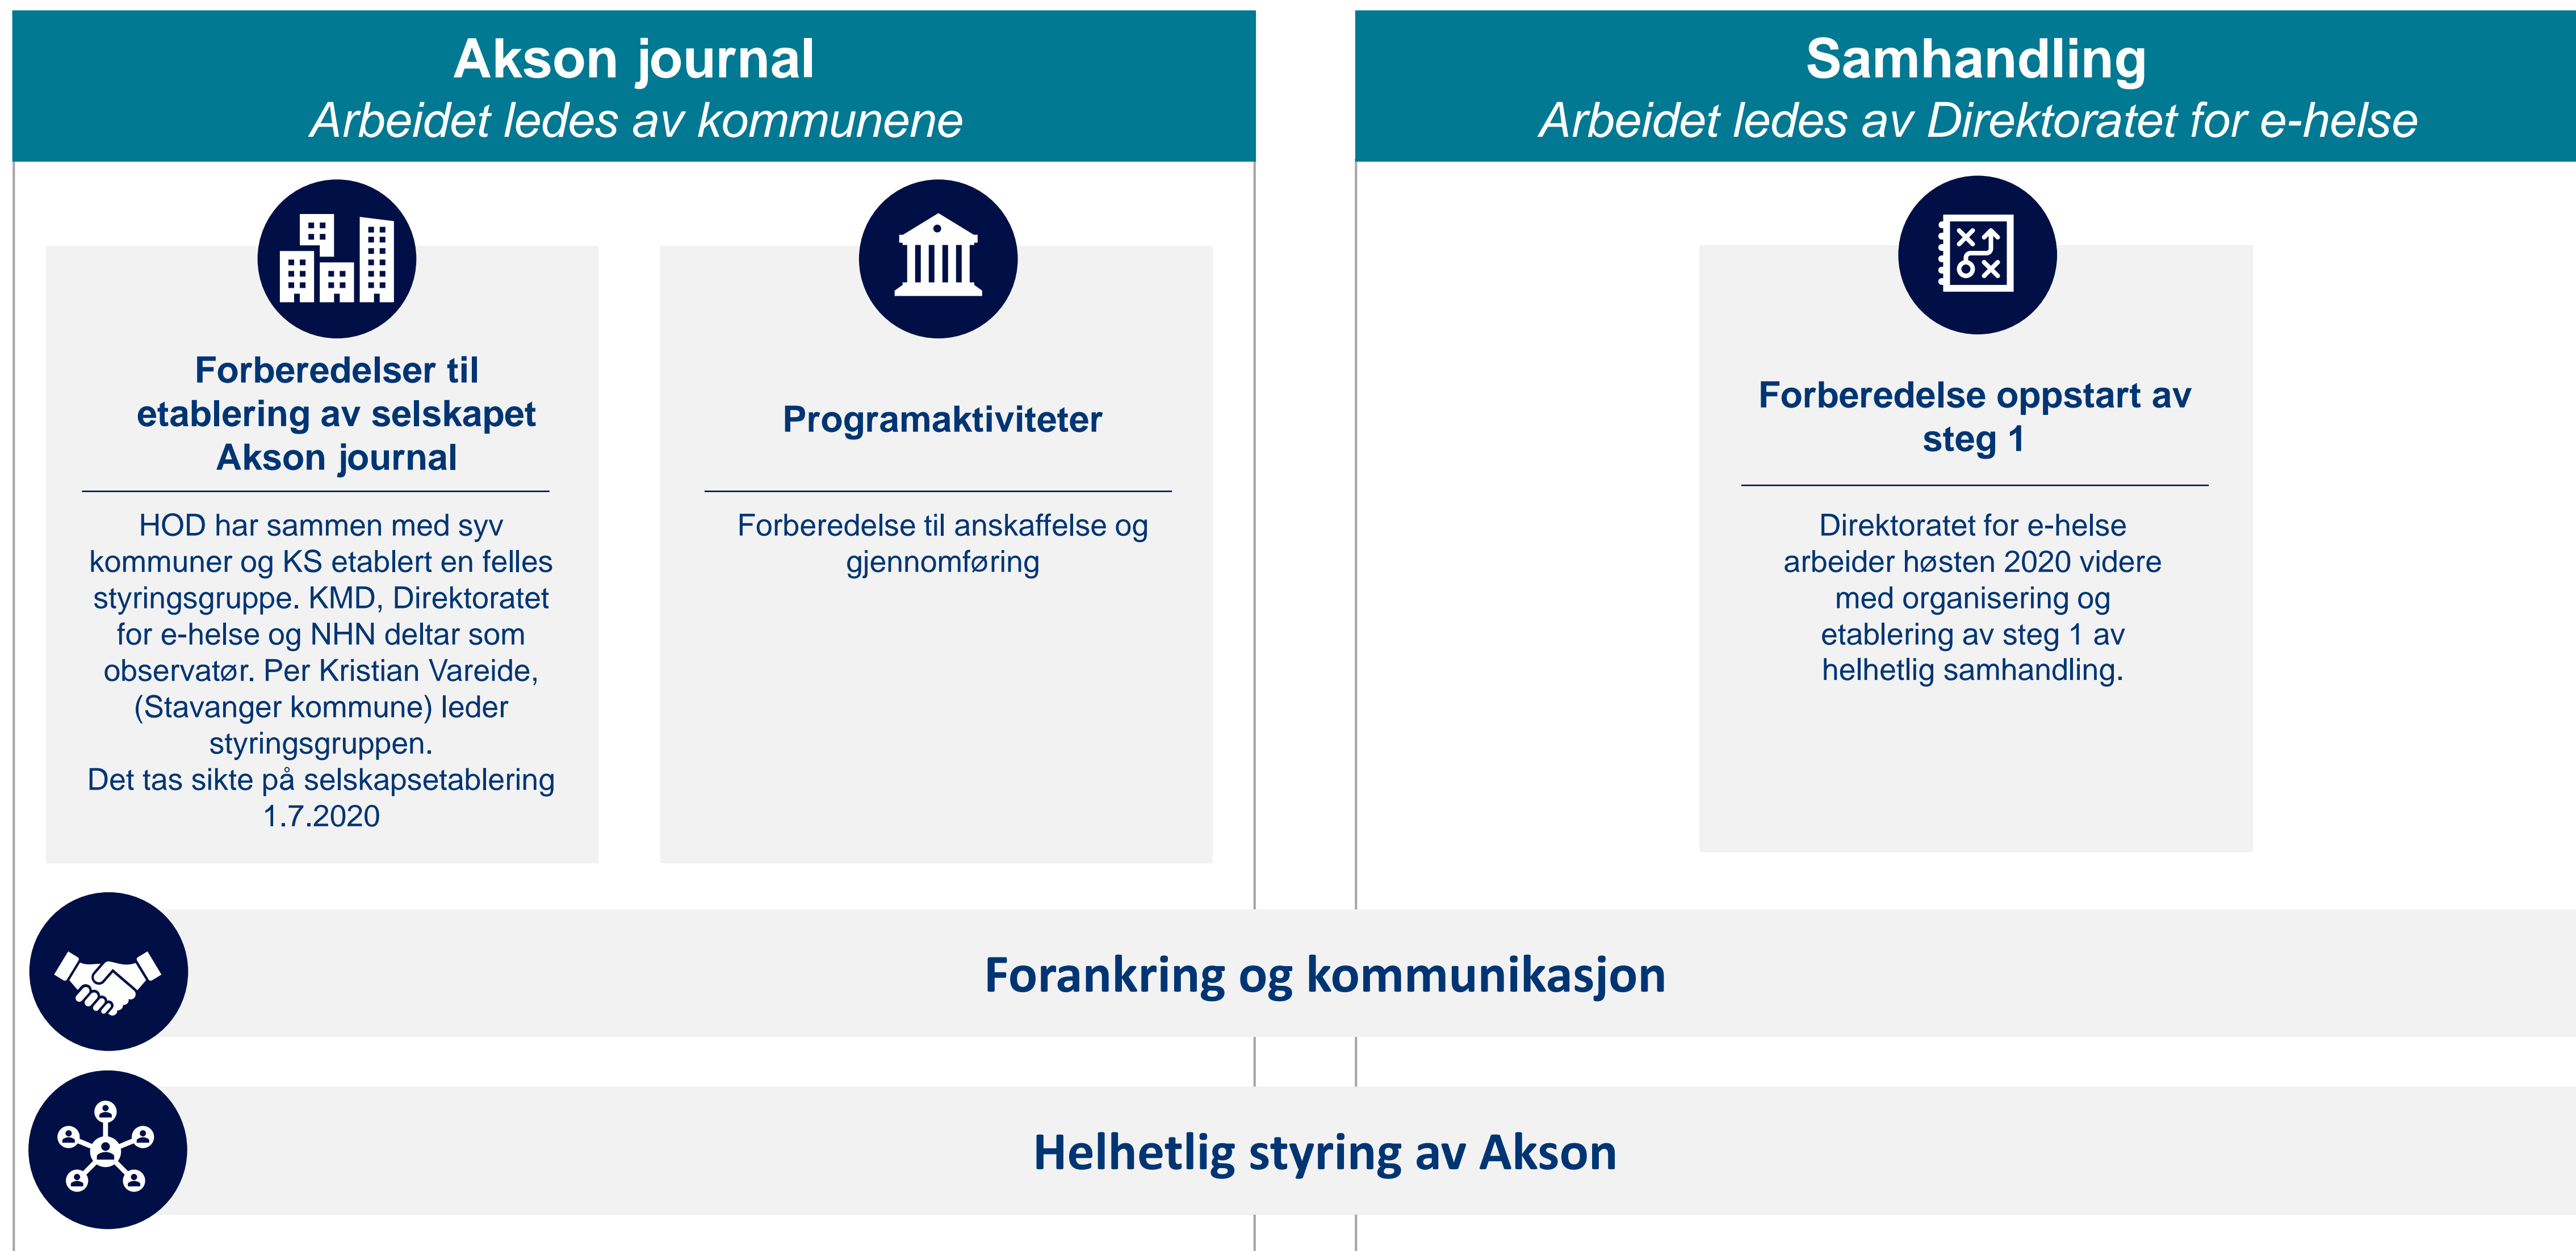 Akson journal
Arbeidet ledes av kommunene
Forberedelser til
etablering av selskapet
Akson journal
HOD har sammen med syv
kommuner og KS etablert en felles
styringsgruppe. KMD, Direktoratet
for e-helse og NHN deltar som
observatør. Per Kristian Vareide,
(Stavanger kommune) leder
styringsgruppen.
Det tas sikte på selskapsetablering
1.7.2020
Programaktiviteter
Forberedelse til anskaffelse og
gjennomføring
Samhandling
Arbeidet ledes av Direktoratet for e-helse
Forberedelse oppstart av
steg 1
Direktoratet for e-helse
arbeider høsten 2020 videre
med organisering og
etablering av steg 1 av
helhetlig samhandling.
Forankring og kommunikasjon
Helhetlig styring av Akson